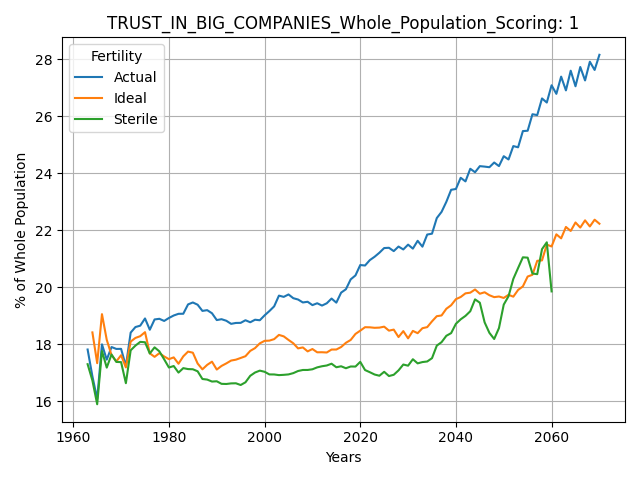 TRUST_IN_BIG_COMPANIES_Whole_Population_Scoring: 1
Fertility
Actual
Ideal
Sterile
28
26
24
22
20
18
16
% of Whole Population
1960 1980 2000 2020 2040 2060
Years